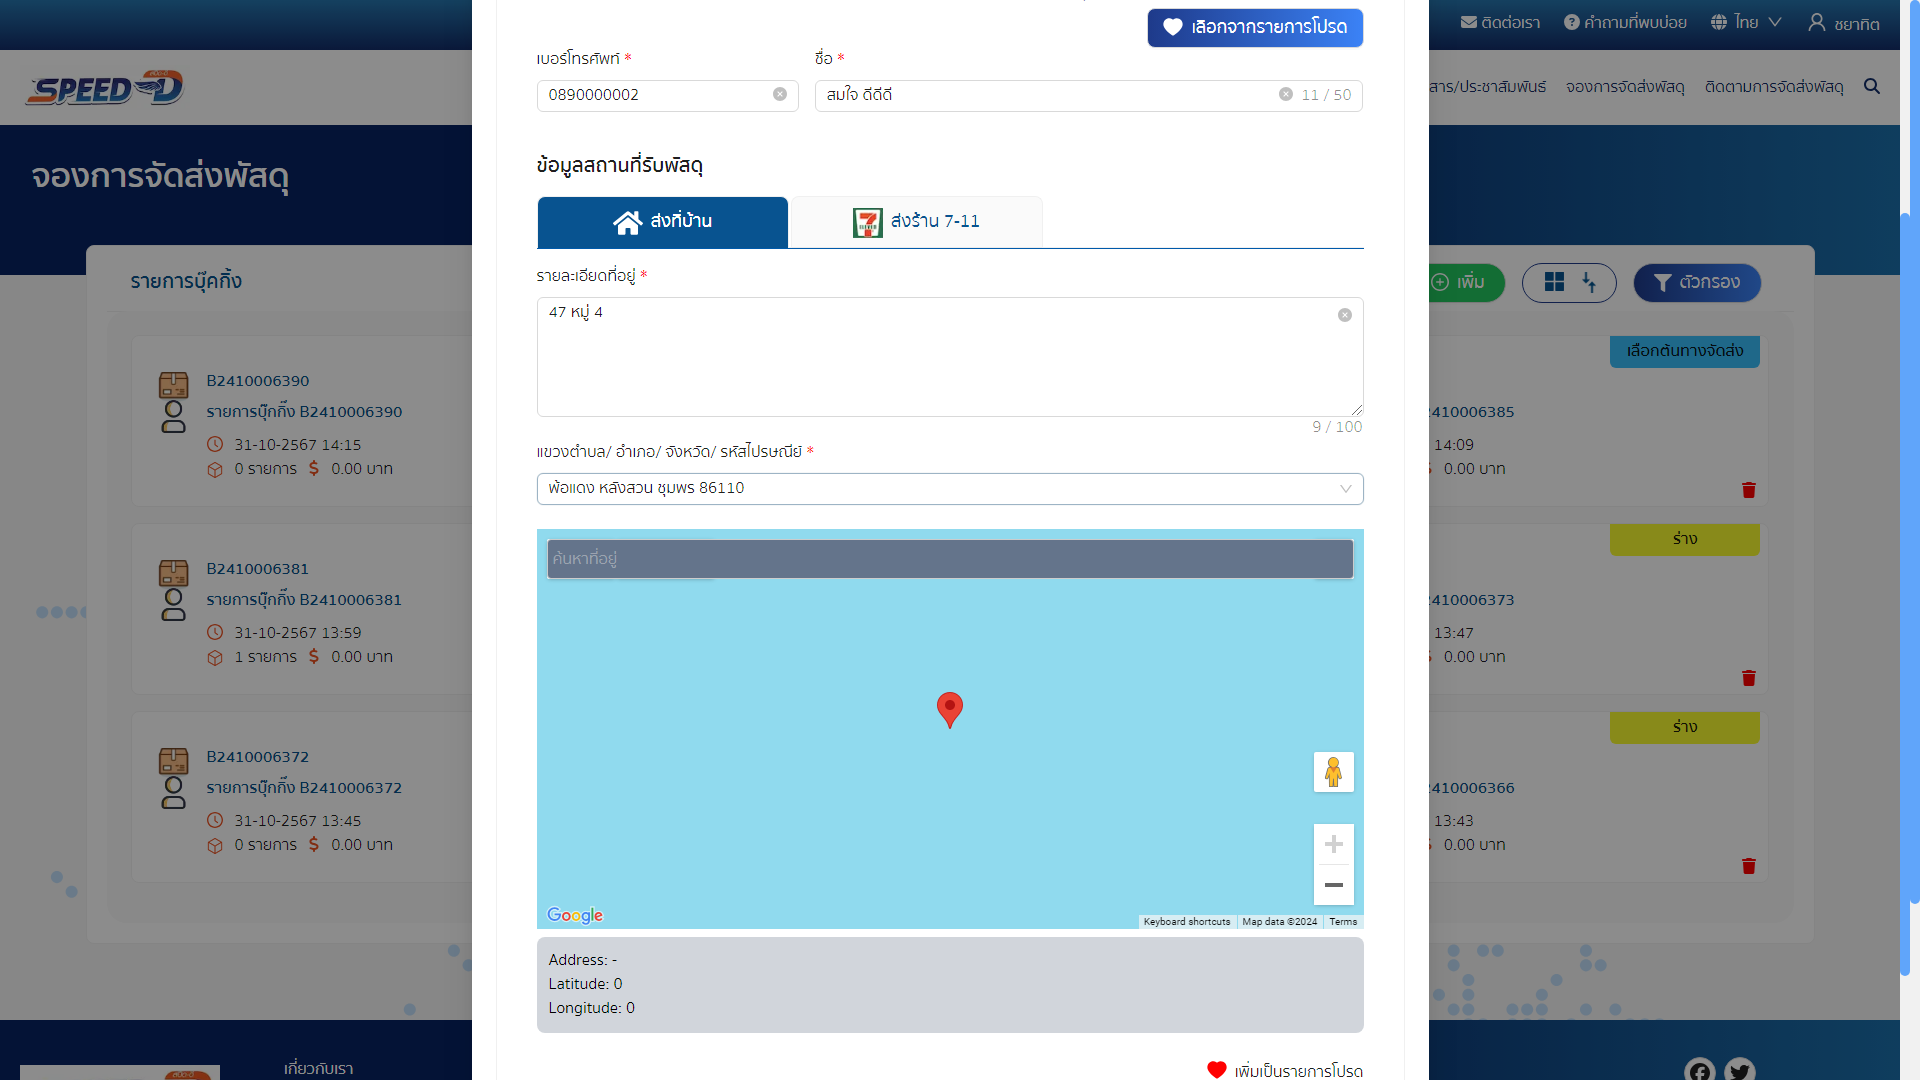 ติดต่อเรา
คำถามที่พบบ่อย
ไทย
ชยาทิต
SPEED-D
สาร/ประชาสัมพันธ์
จองการจัดส่งพัสดุ
ติดตามการจัดส่งพัสดุ
จองการจัดส่งพัสดุ
รายการบุ๊คกิ้ง
เพิ่ม
ตัวกรอง
B2410006390
รายการบุ๊กกิ๊ง B2410006390
31-10-2567 14:15
0 รายการ $ 0.00 บาท
B2410006381
รายการบุ๊กกิ๊ง B2410006381
31-10-2567 13:59
1 รายการ $ 0.00 บาท
B2410006372
รายการบุ๊กกิ๊ง B2410006372
31-10-2567 13:45
0 รายการ $ 0.00 บาท
เลือกจากรายการโปรด
เบอร์โทรศัพท์ *
ชื่อ *
0890000002
สมใจ ดีดีดี
11 / 50
ข้อมูลสถานที่รับพัสดุ
ส่งที่บ้าน
ส่งร้าน 7-11
รายละเอียดที่อยู่ *
47 หมู่ 4
9 / 100
แขวงตำบล/ อำเภอ/ จังหวัด/ รหัสไปรษณีย์ *
พ้อแดง หลังสวน ชุมพร 86110
ค้นหาที่อยู่
Google
Keyboard shortcuts
Map data ©2024
Terms
Address: -
Latitude: 0
Longitude: 0
เพิ่มเป็นรายการโปรด
เลือกต้นทางจัดส่ง
2410006385
14:09
0.00 บาท
ร่าง
2410006373
13:47
0.00 บาท
ร่าง
2410006366
13:43
0.00 บาท
เกี่ยวกับเรา